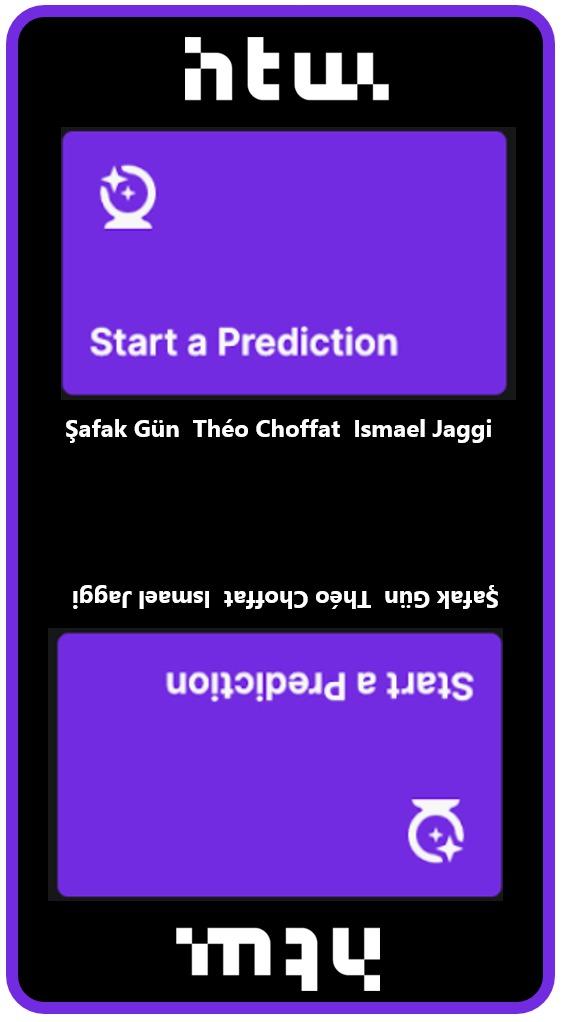 htw.
Start a Prediction
Şafak Gün Théo Choffat Ismael Jaggi
Şafak Gün Théo Choffat Ismael Jaggi
Start a Prediction
htw.